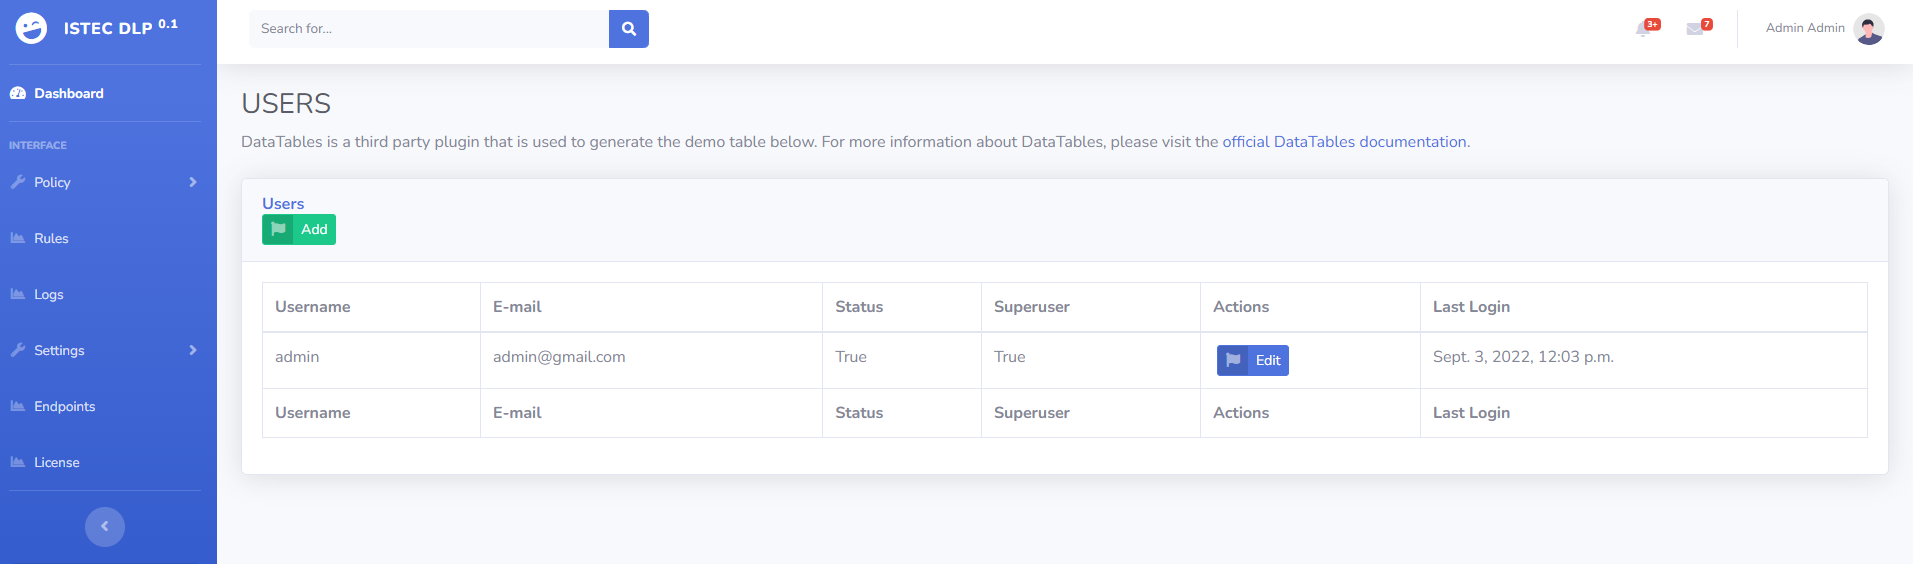 ISTEC DLP 0.1
Search for...
3+
7
Admin Admin
Dashboard
INTERFACE
Policy
Rules
Logs
Settings
Endpoints
License
USERS
DataTables is a third party plugin that is used to generate the demo table below. For more information about DataTables, please visit the official DataTables documentation.
Users
Add
Username E-mail Status Superuser Actions Last Login
admin admin@gmail.com True True Edit Sept. 3, 2022, 12:03 p.m.
Username E-mail Status Superuser Actions Last Login